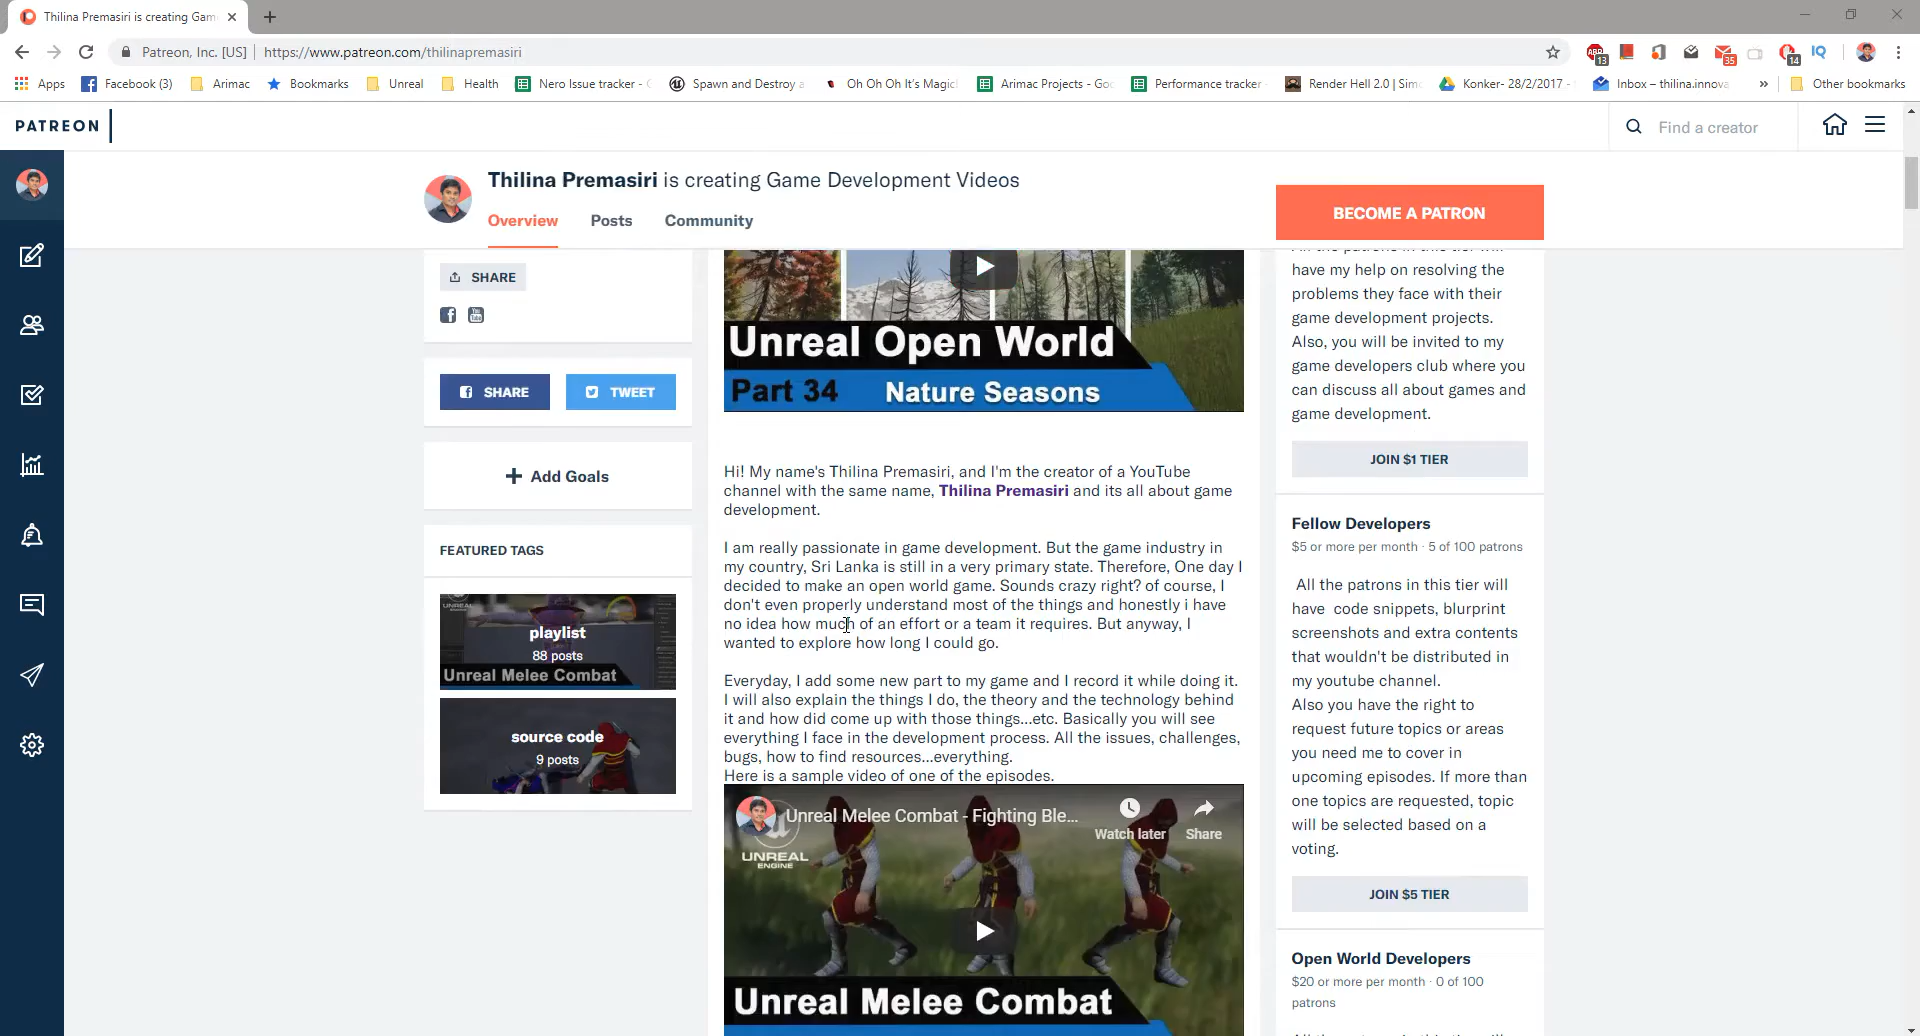 Thilina Premasiri is creating Gam
Patreon, Inc. [US]
https://www.patreon.com/thilinapremasiri
13
35
14
Apps
Facebook (3)
Arimac
Bookmarks
Unreal
Health
Nero Issue tracker -
Spawn and Destroy a
Oh Oh Oh It's Magic
Arimac Projects - Goo
Performance tracker
Render Hell 2.0 | Sim
Konker- 28/2/2017 -
Inbox – thilina.innova
»
Other bookmarks
PATREON
Find a creator
Thilina Premasiri is creating Game Development Videos
Overview
Posts
Community
BECOME A PATRON
SHARE
SHARE
TWEET
+ Add Goals
FEATURED TAGS
playlist
88 posts
Unreal Melee Combat
source code
9 posts
Unreal Open World
Part 34 Nature Seasons
Hi! My name's Thilina Premasiri, and I'm the creator of a YouTube
channel with the same name, Thilina Premasiri and its all about game
development.
I am really passionate in game development. But the game industry in
my country, Sri Lanka is still in a very primary state. Therefore, One day I
decided to make an open world game. Sounds crazy right? of course, I
don't even properly understand most of the things and honestly i have
no idea how much of an effort or a team it requires. But anyway, I
wanted to explore how long I could go.
Everyday, I add some new part to my game and I record it while doing it.
I will also explain the things I do, the theory and the technology behind
it and how did come up with those things...etc. Basically you will see
everything I face in the development process. All the issues, challenges,
bugs, how to find resources...everything.
Here is a sample video of one of the episodes.
Unreal Melee Combat - Fighting Ble...
Watch later
Share
UNREAL
ENGINE
Unreal Melee Combat
have my help on resolving the
problems they face with their
game development projects.
Also, you will be invited to my
game developers club where you
can discuss all about games and
game development.
JOIN $1 TIER
Fellow Developers
$5 or more per month · 5 of 100 patrons
All the patrons in this tier will
have code snippets, blurprint
screenshots and extra contents
that wouldn't be distributed in
my youtube channel.
Also you have the right to
request future topics or areas
you need me to cover in
upcoming episodes. If more than
one topics are requested, topic
will be selected based on a
voting.
JOIN $5 TIER
Open World Developers
$20 or more per month · 0 of 100
patrons